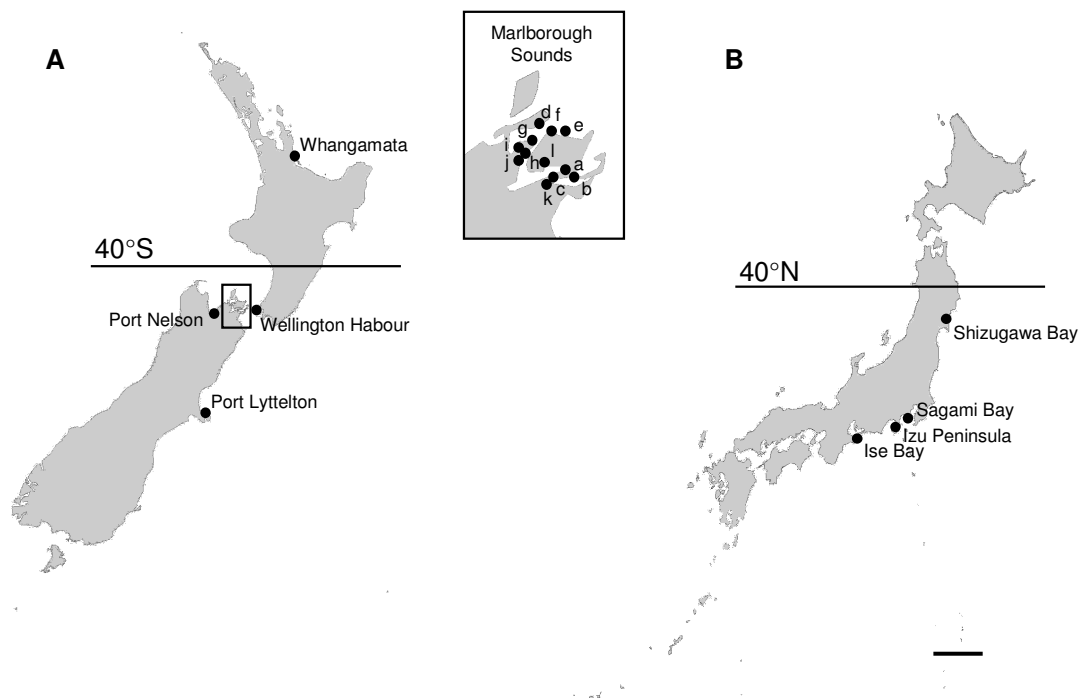 A
Whangamata
40°S
Port Nelson
Wellington Habour
Port Lyttelton
Marlborough
Sounds
d
f
e
g
i
l
j
h
a
c
b
k
B
40°N
Shizugawa Bay
Sagami Bay
Izu Peninsula
Ise Bay